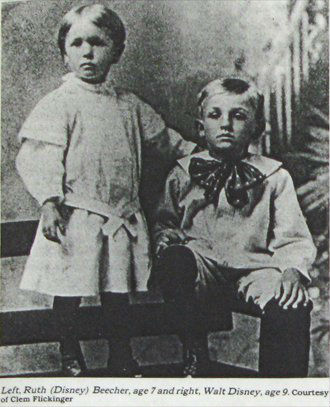 Left, Ruth (Disney) Beecher, age 7 and right, Walt Disney, age 9. Courtesy
of Clem Flickinger